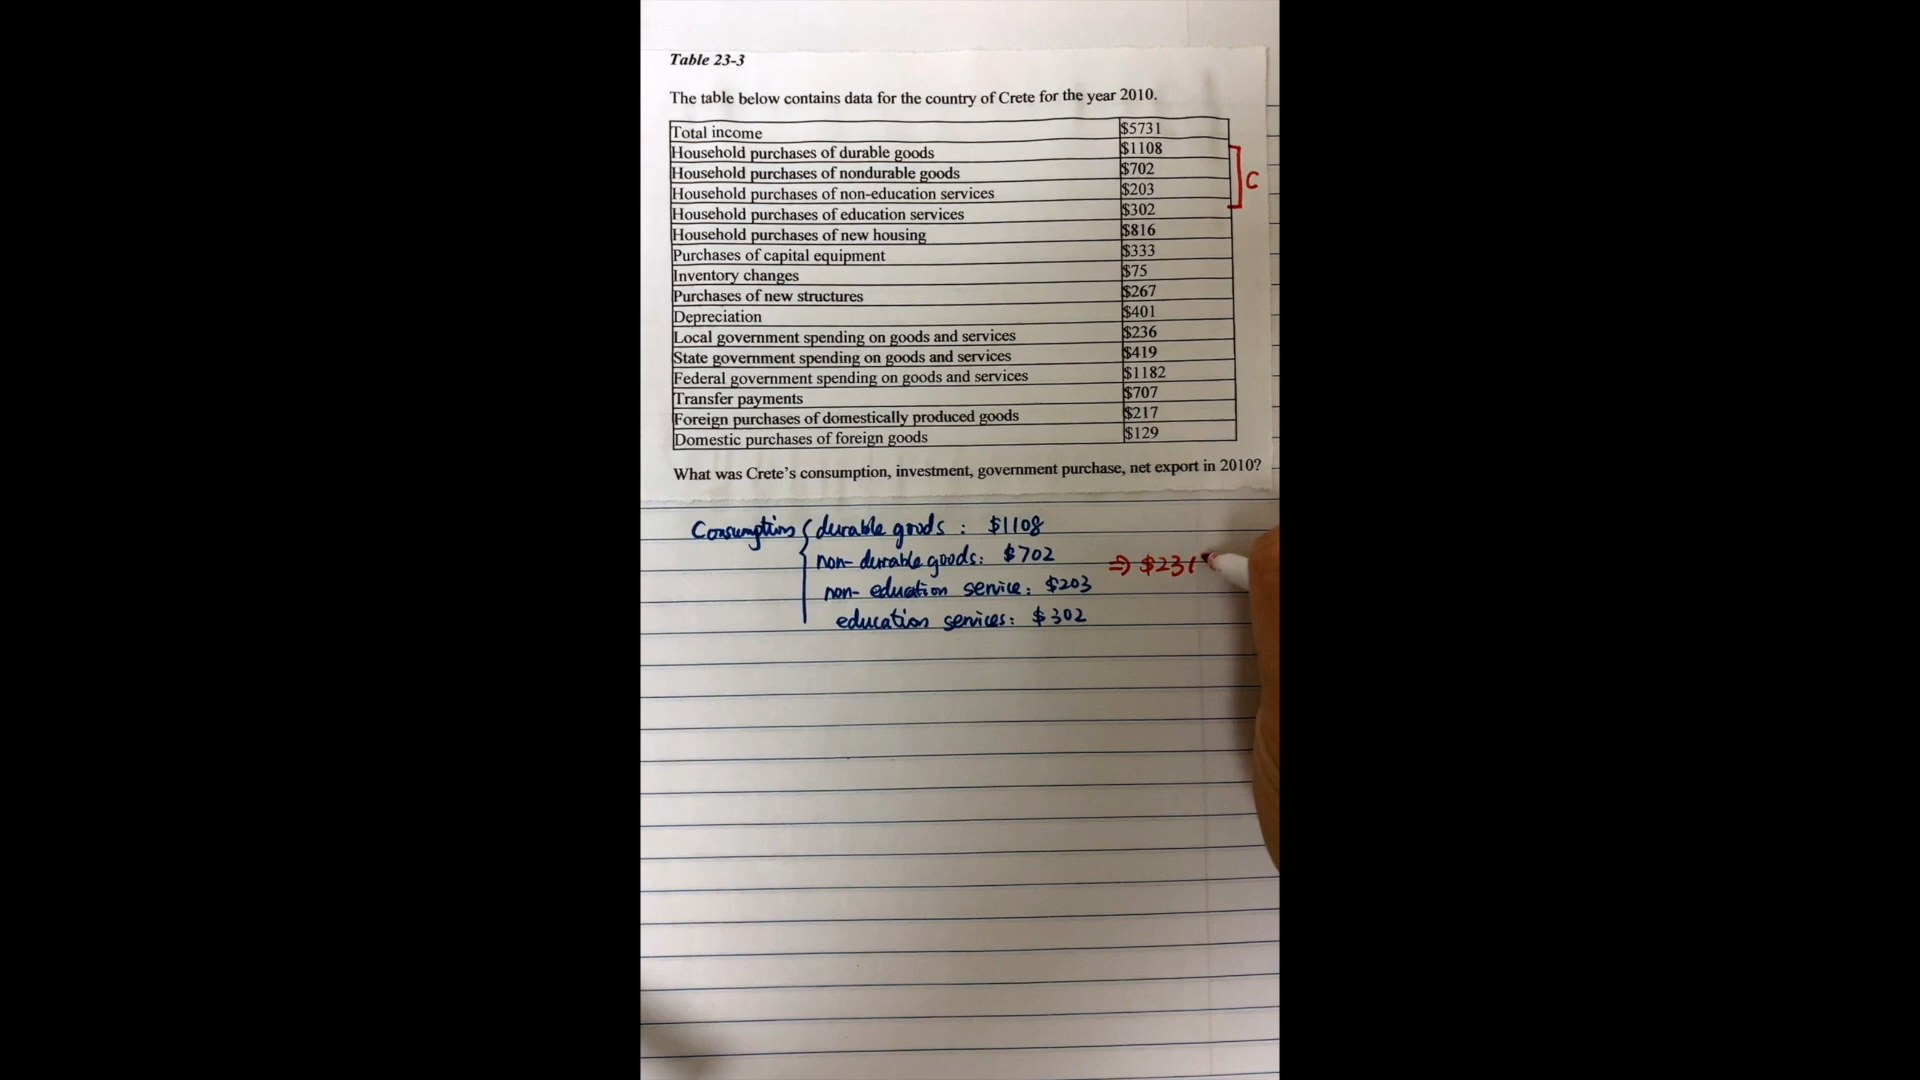 Table 23-3
The table below contains data for the country of Crete for the year 2010.
Total income $5731
Household purchases of durable goods $1108
Household purchases of nondurable goods $702
Household purchases of non-education services $203
Household purchases of education services $302
Household purchases of new housing $816
Purchases of capital equipment $333
Inventory changes $75
Purchases of new structures $267
Depreciation $401
Local government spending on goods and services $236
State government spending on goods and services $419
Federal government spending on goods and services $1182
Transfer payments $707
Foreign purchases of domestically produced goods $217
Domestic purchases of foreign goods $129
C
What was Crete's consumption, investment, government purchase, net export in 2010?
Consumption { durable goods : $1108
non-durable goods: $702
⇒ $231
non-eduation service: $203
education services: $302